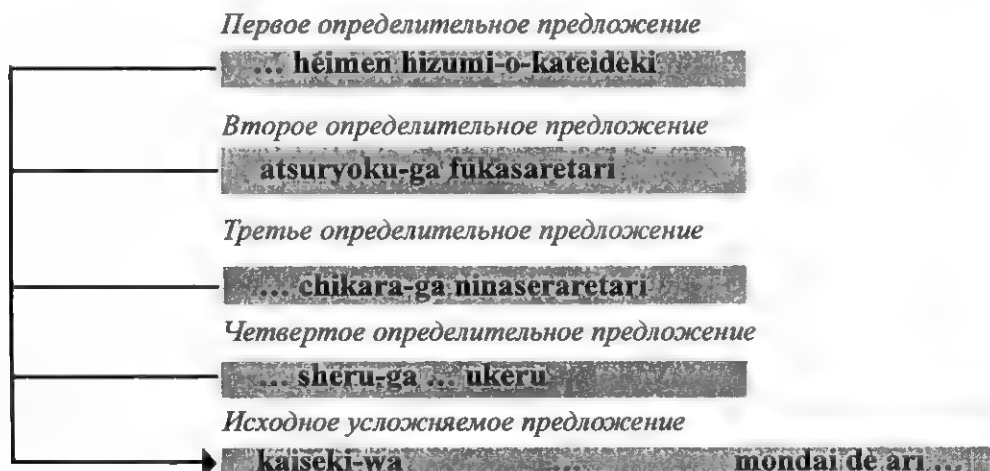 Первое определительное предложение
... heimen hizumi-o-kateideki
Второе определительное предложение
atsuryoku-ga fukasaretari
Третье определительное предложение
... chikara-ga ninaseraretari
Четвертое определительное предложение
... sheru-ga ... ukeru
Исходное усложняемое предложение
kaiseki-wa ... mondai de ari ...